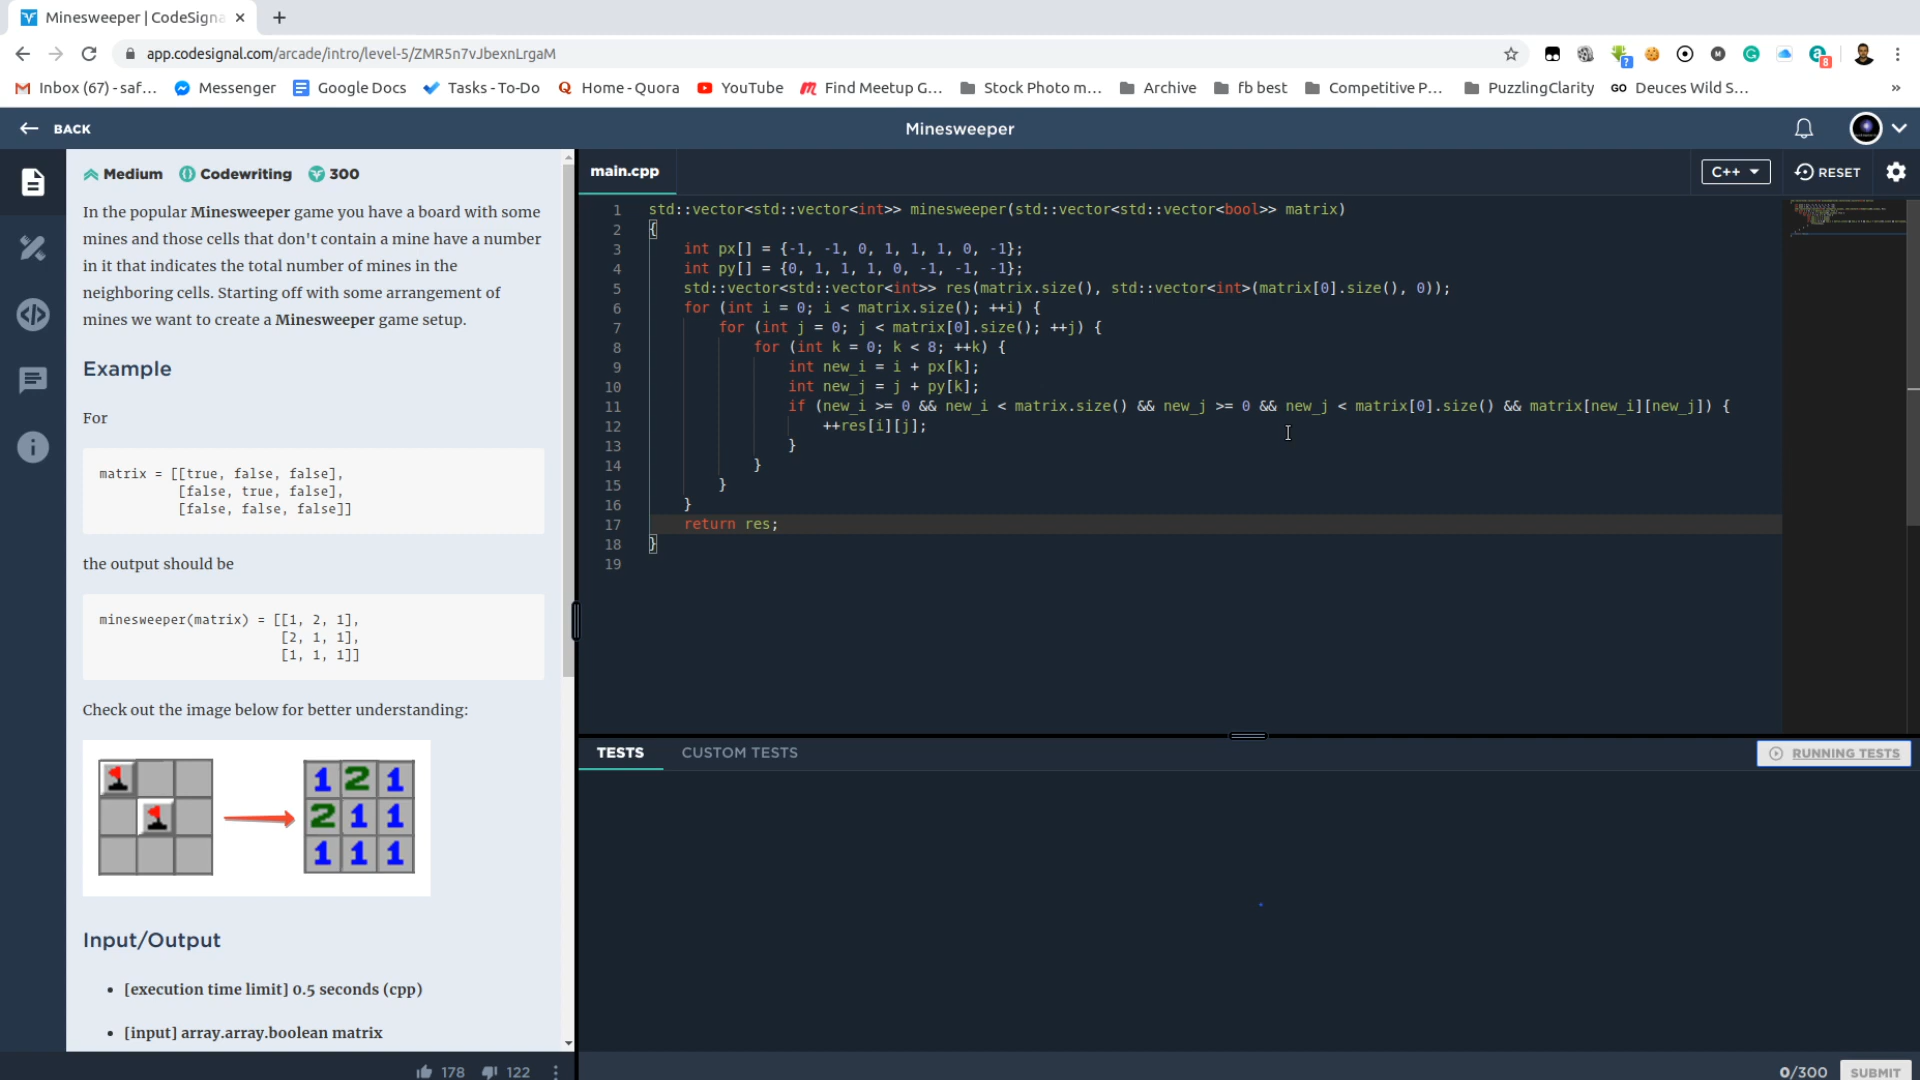 Minesweeper | CodeSigna
app.codesignal.com/arcade/intro/level-5/ZMR5n7vJbexnLrgaM
Inbox (67) - saf... Messenger Google Docs Tasks - To-Do Home - Quora YouTube Find Meetup G... Stock Photo m... Archive fb best Competitive P... PuzzlingClarity GO Deuces Wild S... »
BACK
Minesweeper
Medium Codewriting 300
In the popular Minesweeper game you have a board with some
mines and those cells that don't contain a mine have a number
in it that indicates the total number of mines in the
neighboring cells. Starting off with some arrangement of
mines we want to create a Minesweeper game setup.
Example
For
matrix = [[true, false, false],
[false, true, false],
[false, false, false]]
the output should be
minesweeper(matrix) = [[1, 2, 1],
[2, 1, 1],
[1, 1, 1]]
Check out the image below for better understanding:
1 2 1
2 1 1
1 1 1
Input/Output
• [execution time limit] 0.5 seconds (cpp)
• [input] array.array.boolean matrix
178 122
main.cpp
C++ RESET
1 std::vector<std::vector<int>> minesweeper(std::vector<std::vector<bool>> matrix)
2 {
3 int px[] = {-1, -1, 0, 1, 1, 1, 0, -1};
4 int py[] = {0, 1, 1, 1, 0, -1, -1, -1};
5 std::vector<std::vector<int>> res(matrix.size(), std::vector<int>(matrix[0].size(), 0));
6 for (int i = 0; i < matrix.size(); ++i) {
7 for (int j = 0; j < matrix[0].size(); ++j) {
8 for (int k = 0; k < 8; ++k) {
9 int new_i = i + px[k];
10 int new_j = j + py[k];
11 if (new_i >= 0 && new_i < matrix.size() && new_j >= 0 && new_j < matrix[0].size() && matrix[new_i][new_j]) {
12 ++res[i][j];
13 }
14 }
15 }
16 }
17 return res;
18 }
19
TESTS CUSTOM TESTS RUNNING TESTS
0/300 SUBMIT